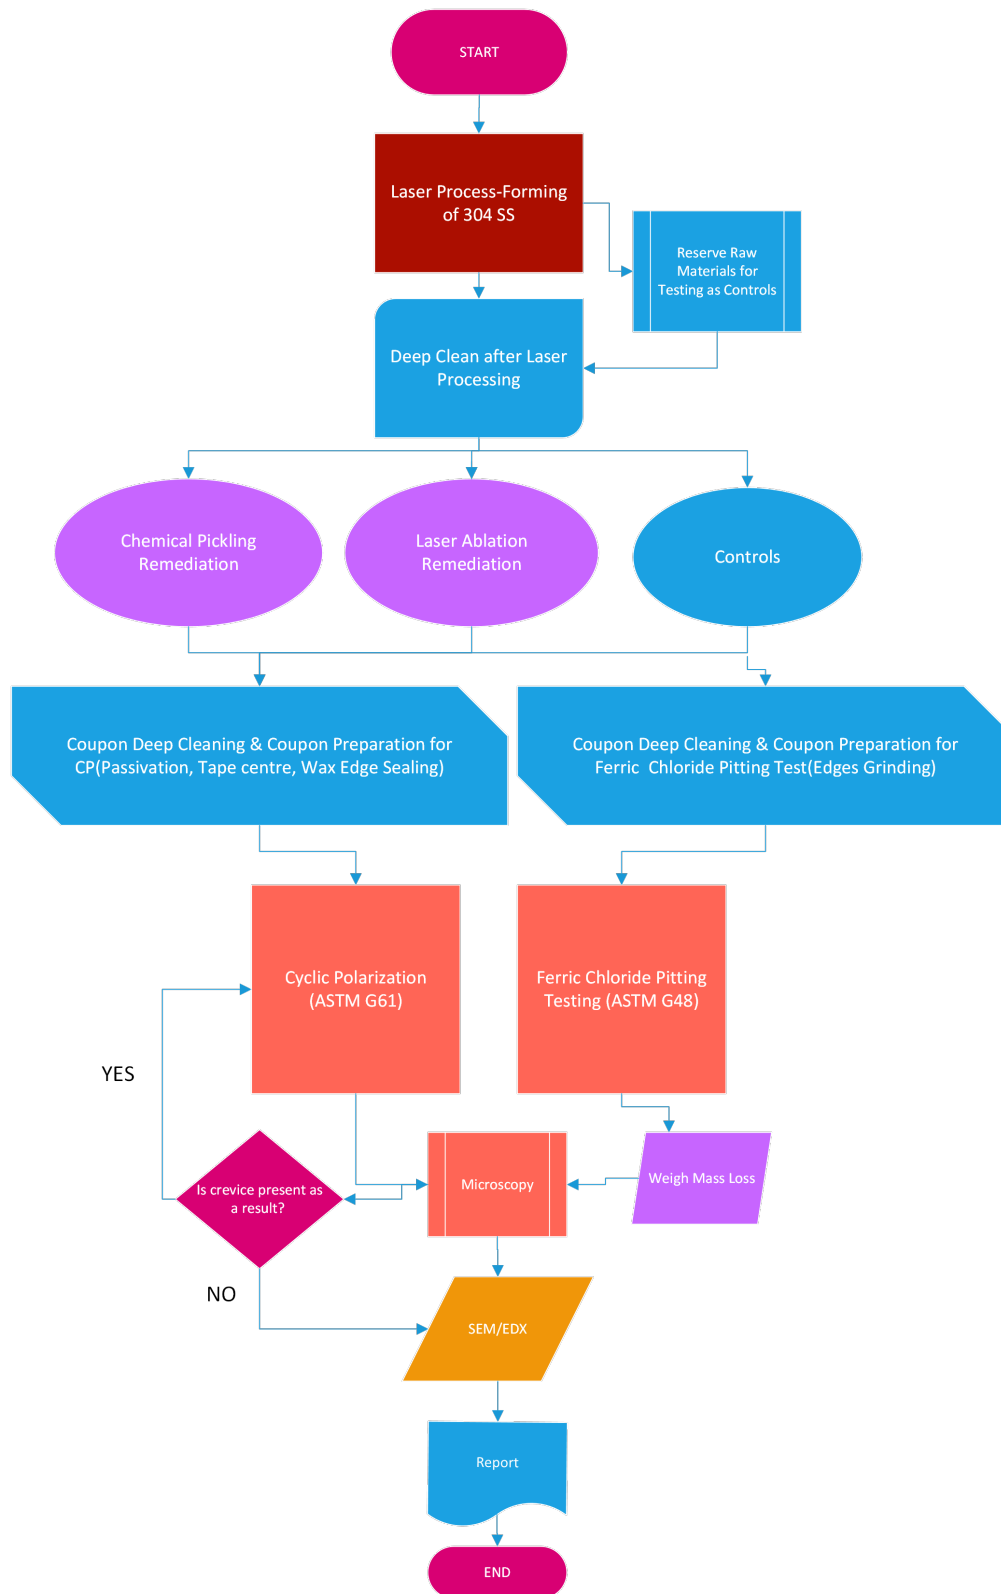 START
Laser Process-Forming
of 304 SS
Reserve Raw
Materials for
Testing as Controls
Deep Clean after Laser
Processing
Chemical Pickling
Remediation
Laser Ablation
Remediation
Controls
Coupon Deep Cleaning & Coupon Preparation for
CP(Passivation, Tape centre, Wax Edge Sealing)
Coupon Deep Cleaning & Coupon Preparation for
Ferric  Chloride Pitting Test(Edges Grinding)
Cyclic Polarization
(ASTM G61)
Ferric Chloride Pitting
Testing (ASTM G48)
YES
Is crevice present as
a result?
Microscopy
Weigh Mass Loss
NO
SEM/EDX
Report
END